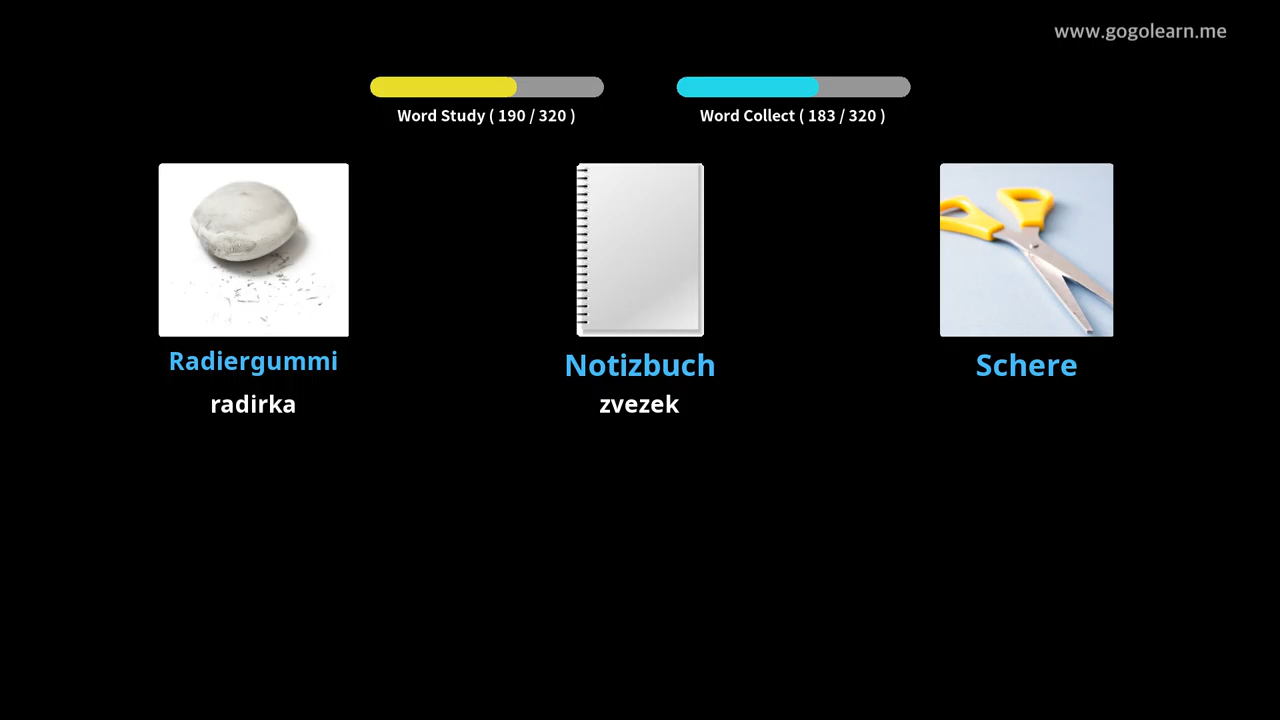 www.gogolearn.me
Word Study ( 190 / 320 )
Word Collect ( 183 / 320 )
Radiergummi
Notizbuch
Schere
radirka
zvezek